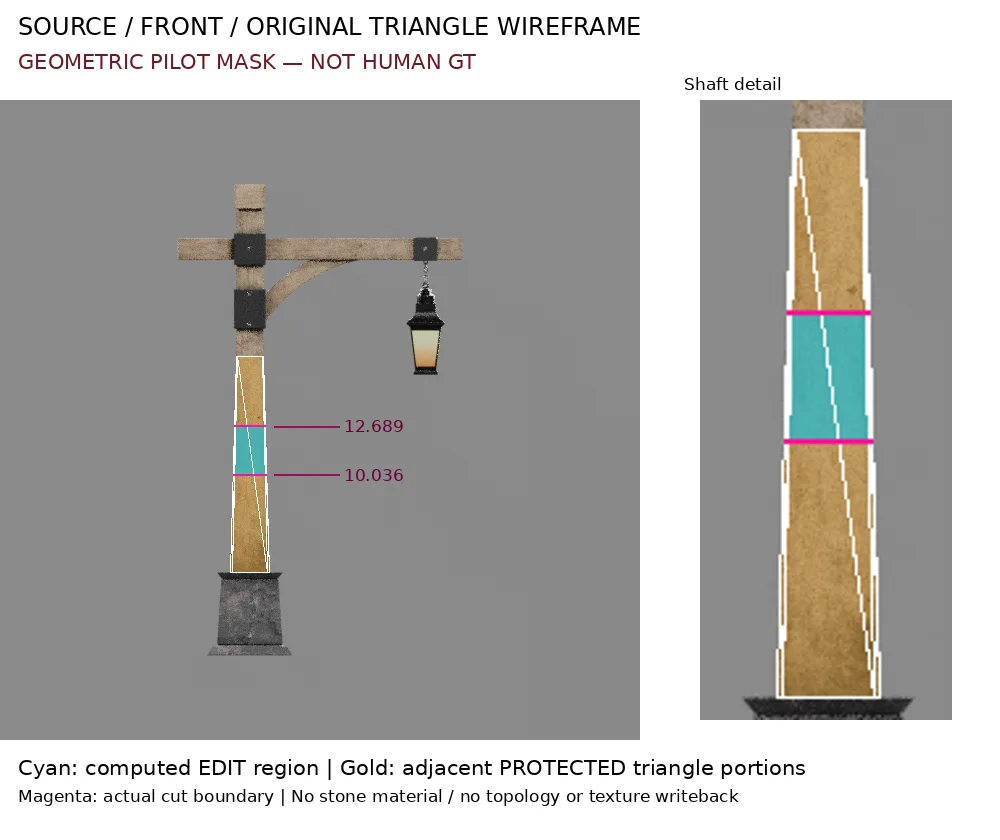 SOURCE / FRONT / ORIGINAL TRIANGLE WIREFRAME
GEOMETRIC PILOT MASK — NOT HUMAN GT
Shaft detail
12.689
10.036
Cyan: computed EDIT region | Gold: adjacent PROTECTED triangle portions
Magenta: actual cut boundary | No stone material / no topology or texture writeback